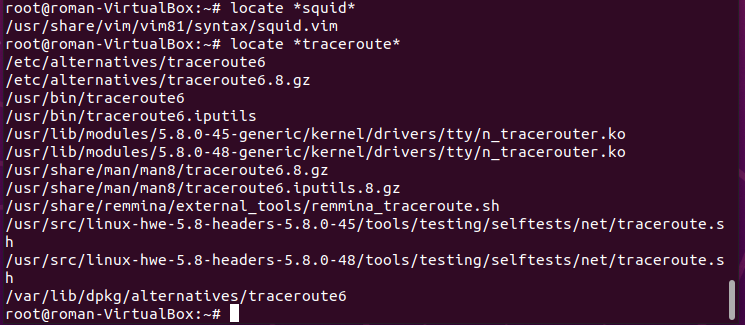 root@roman-VirtualBox:~# locate *squid*
/usr/share/vim/vim81/syntax/squid.vim
root@roman-VirtualBox:~# locate *traceroute*
/etc/alternatives/traceroute6
/etc/alternatives/traceroute6.8.gz
/usr/bin/traceroute6
/usr/bin/traceroute6.iputils
/usr/lib/modules/5.8.0-45-generic/kernel/drivers/tty/n_tracerouter.ko
/usr/lib/modules/5.8.0-48-generic/kernel/drivers/tty/n_tracerouter.ko
/usr/share/man/man8/traceroute6.8.gz
/usr/share/man/man8/traceroute6.iputils.8.gz
/usr/share/remmina/external_tools/remmina_traceroute.sh
/usr/src/linux-hwe-5.8-headers-5.8.0-45/tools/testing/selftests/net/traceroute.s
h
/usr/src/linux-hwe-5.8-headers-5.8.0-48/tools/testing/selftests/net/traceroute.s
h
/var/lib/dpkg/alternatives/traceroute6
root@roman-VirtualBox:~#